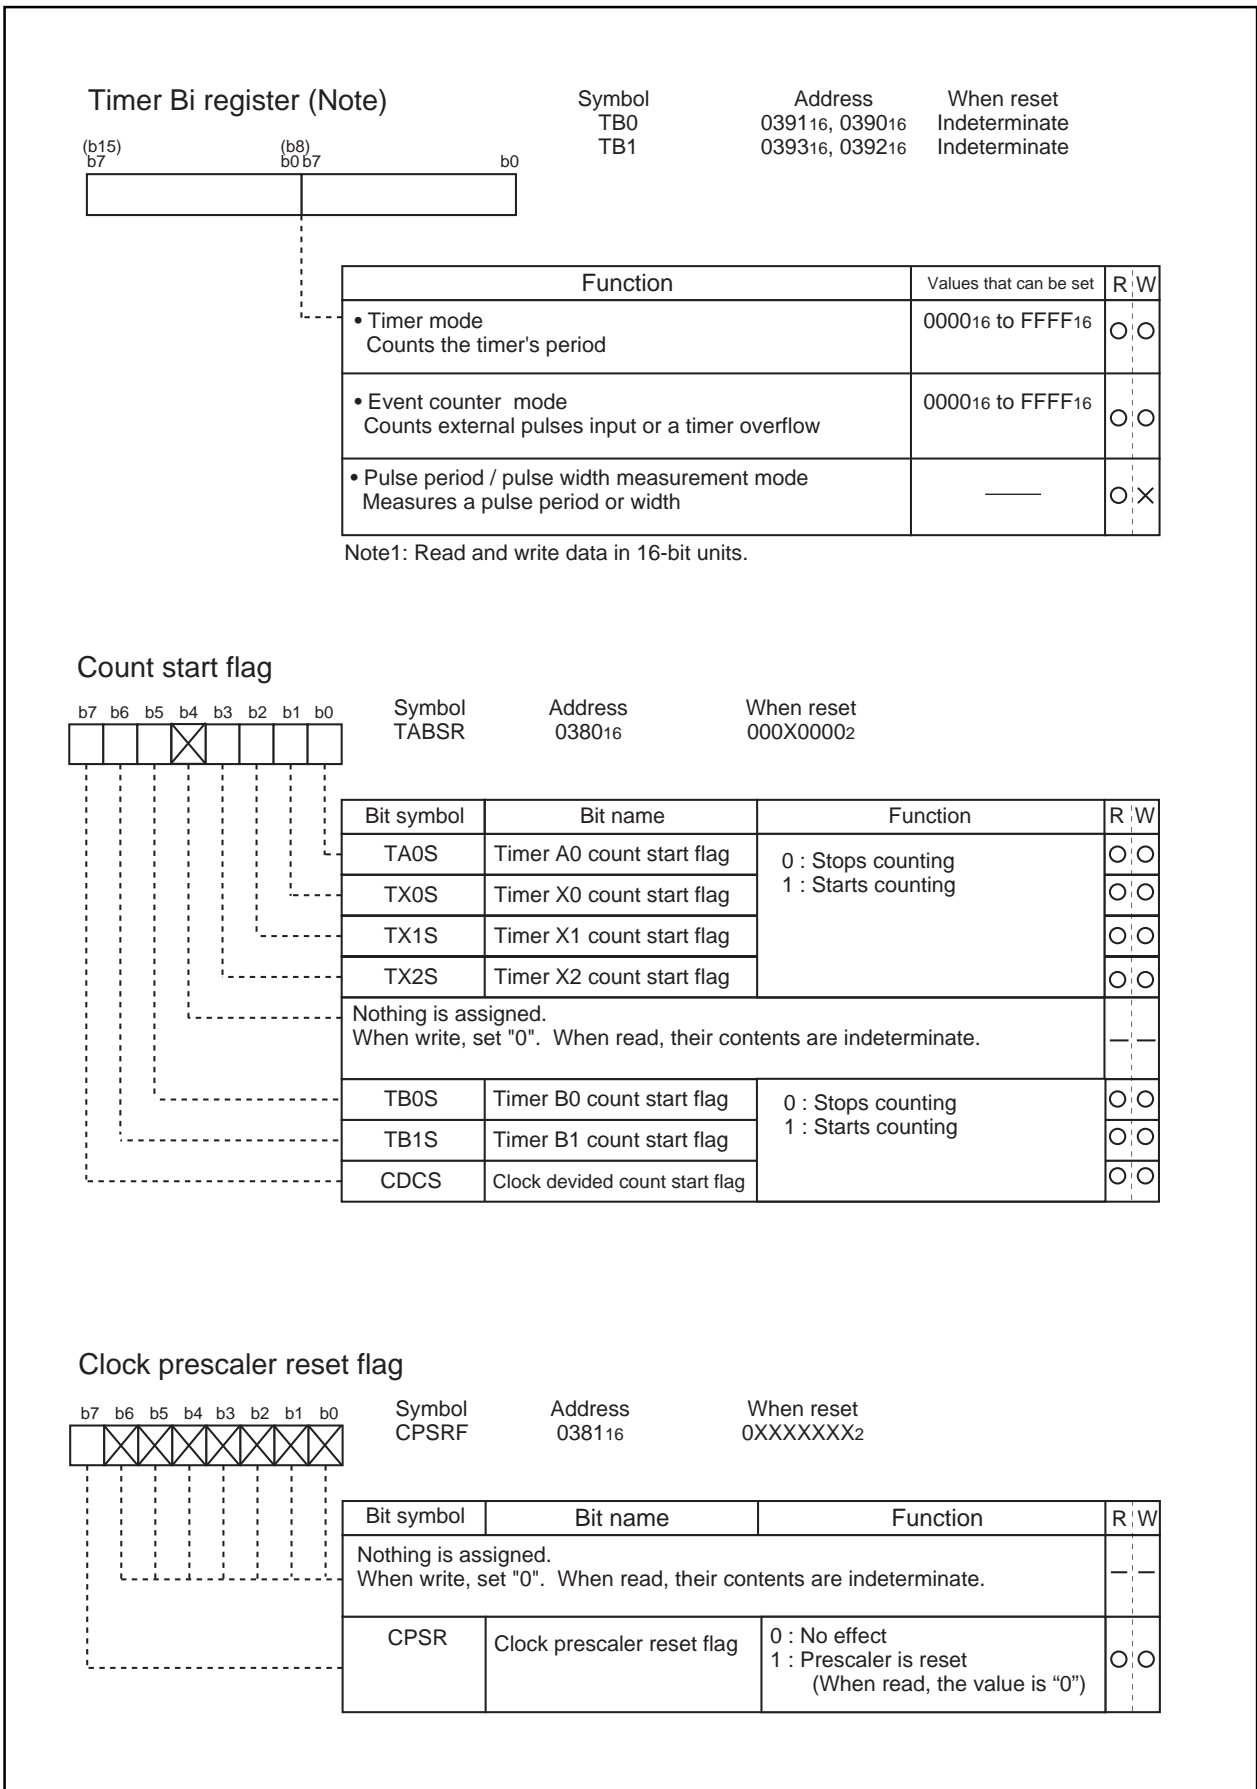 Timer Bi register (Note)
Symbol Address When reset
TB0 039116, 039016 Indeterminate
TB1 039316, 039216 Indeterminate
(b15) (b8)
b7 b0 b7 b0
Function Values that can be set R W
• Timer mode 000016 to FFFF16
Counts the timer's period
• Event counter mode 000016 to FFFF16
Counts external pulses input or a timer overflow
• Pulse period / pulse width measurement mode
Measures a pulse period or width
Note1: Read and write data in 16-bit units.
Count start flag
b7 b6 b5 b4 b3 b2 b1 b0
Symbol Address When reset
TABSR 038016 000X00002
Bit symbol Bit name Function R W
TA0S Timer A0 count start flag 0 : Stops counting
1 : Starts counting
TX0S Timer X0 count start flag
TX1S Timer X1 count start flag
TX2S Timer X2 count start flag
Nothing is assigned.
When write, set "0". When read, their contents are indeterminate.
TB0S Timer B0 count start flag 0 : Stops counting
1 : Starts counting
TB1S Timer B1 count start flag
CDCS Clock devided count start flag
Clock prescaler reset flag
b7 b6 b5 b4 b3 b2 b1 b0
Symbol Address When reset
CPSRF 038116 0XXXXXXX2
Bit symbol Bit name Function R W
Nothing is assigned.
When write, set "0". When read, their contents are indeterminate.
CPSR Clock prescaler reset flag 0 : No effect
1 : Prescaler is reset
(When read, the value is “0”)